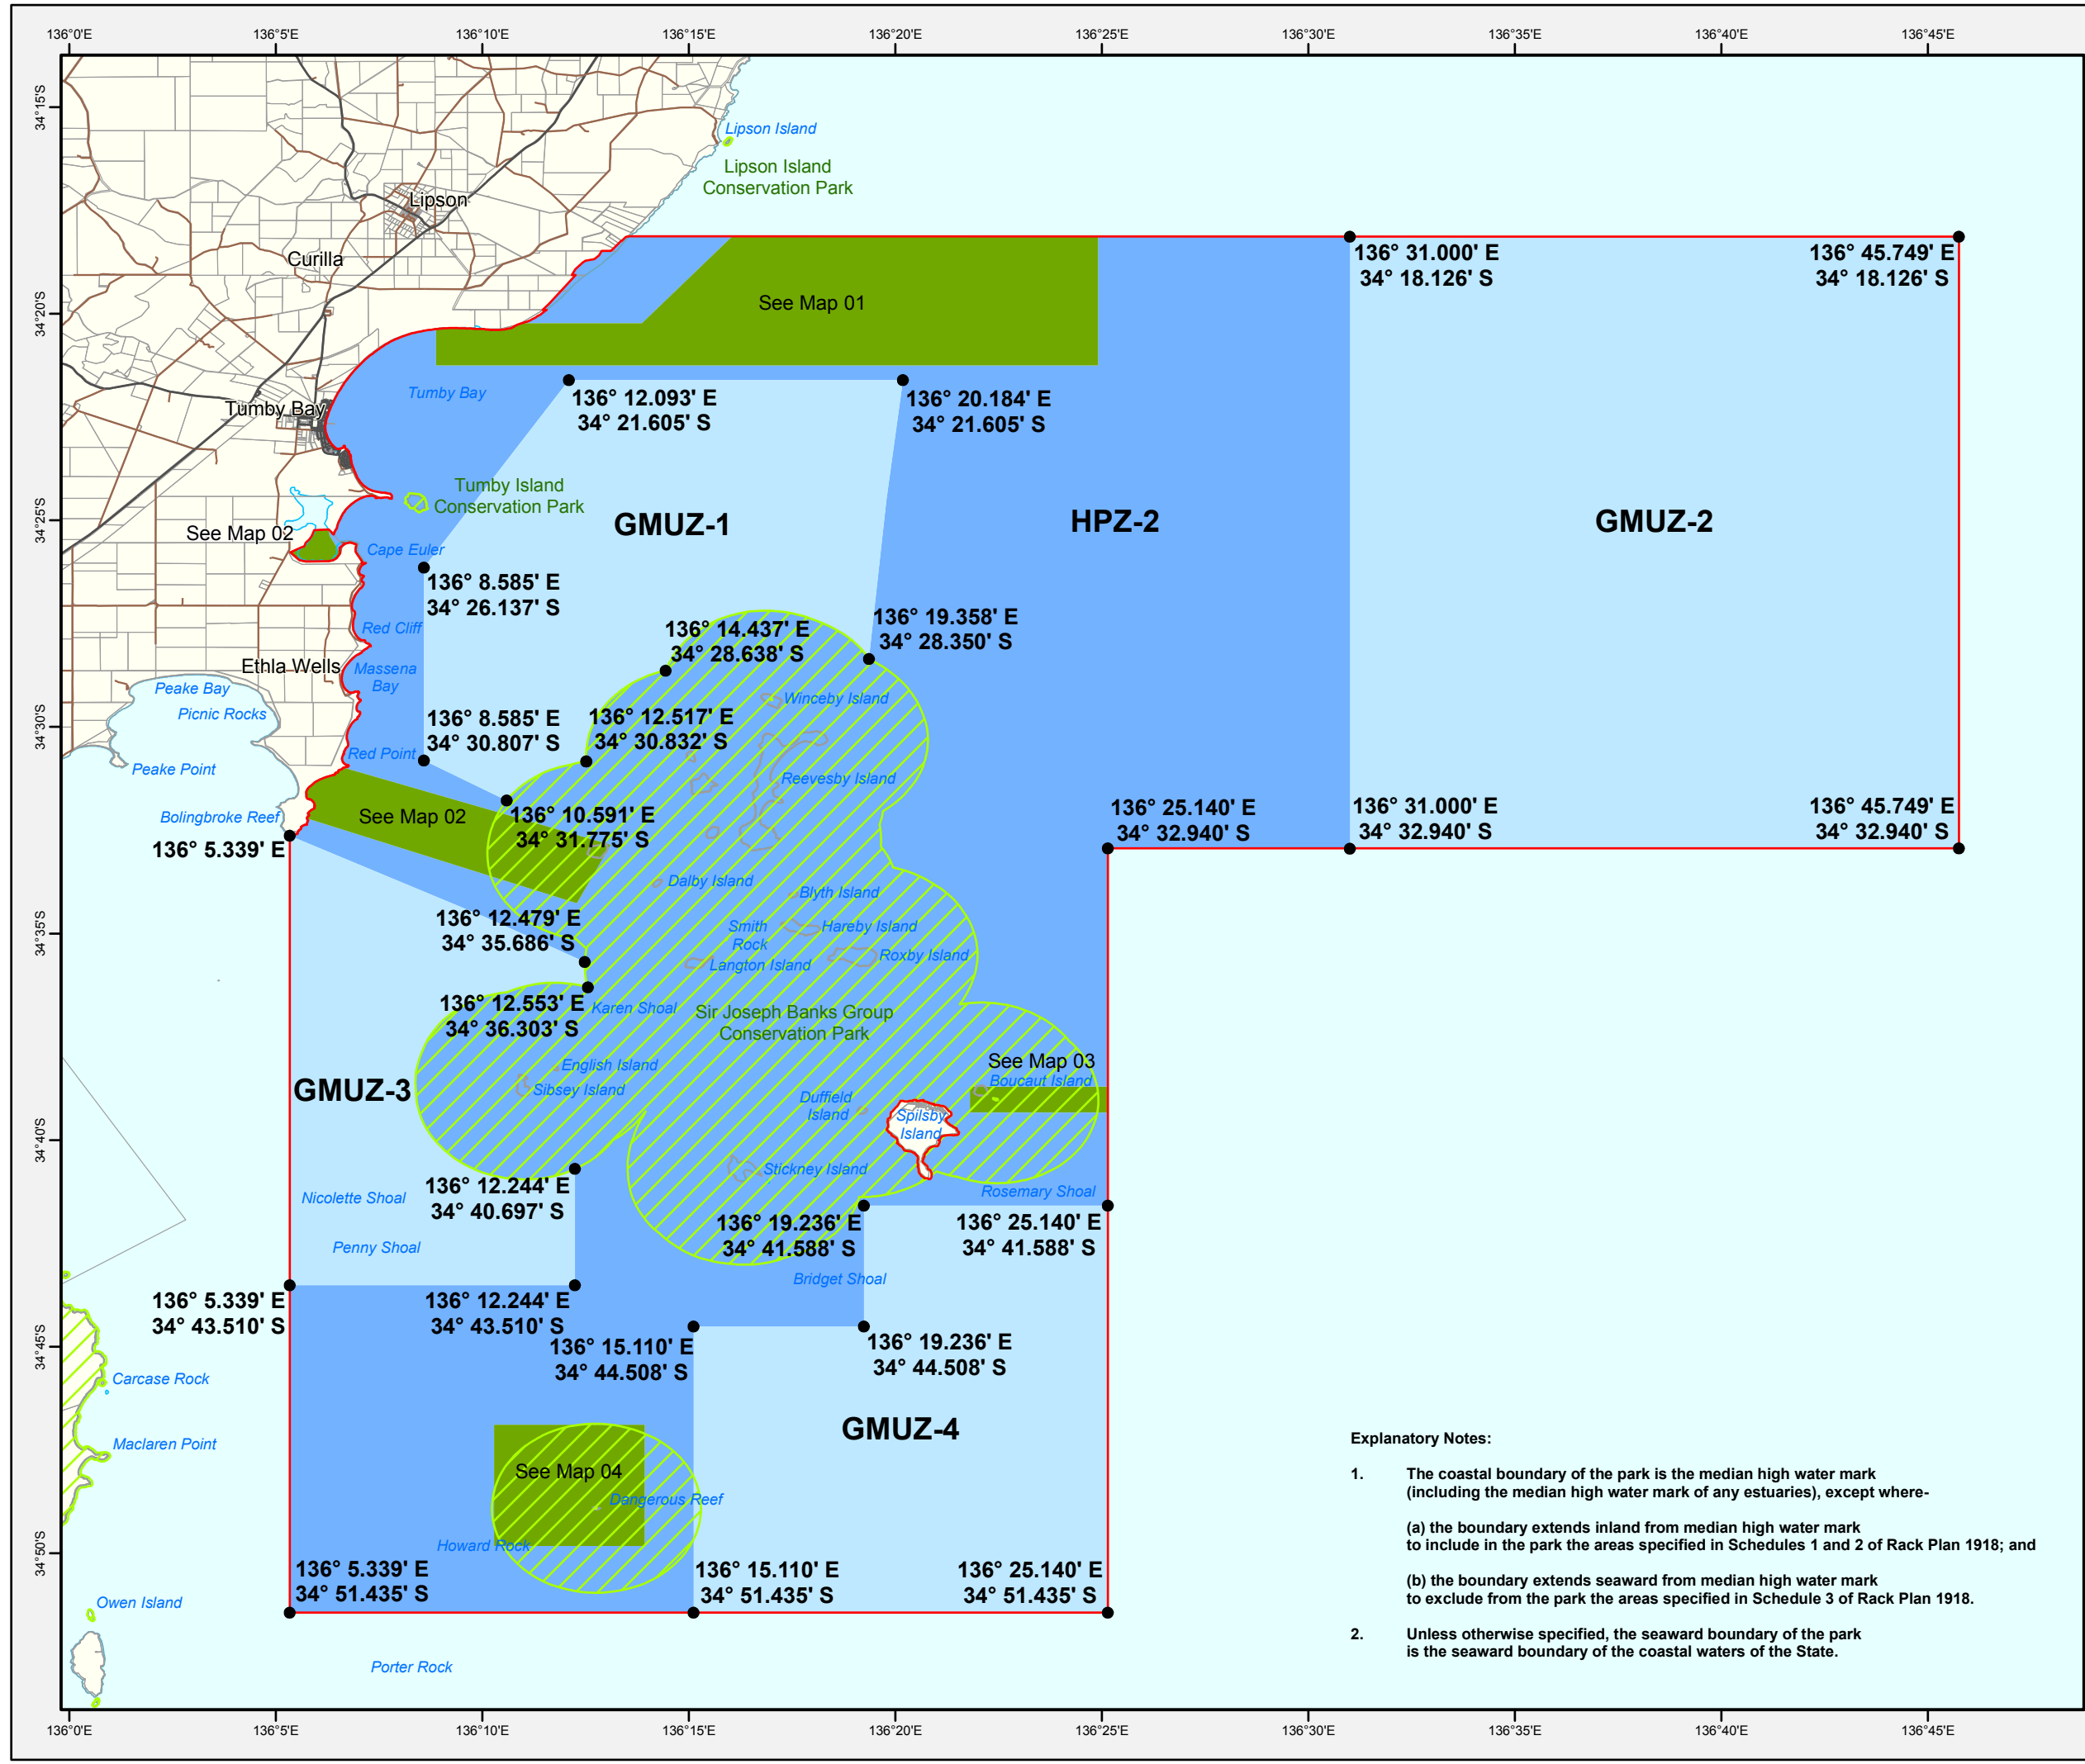 136°0'E
136°5'E
136°10'E
136°15'E
136°20'E
136°25'E
136°30'E
136°35'E
136°40'E
136°45'E
34°15'S
34°20'S
34°25'S
34°30'S
34°35'S
34°40'S
34°45'S
34°50'S
Lipson Island
Lipson Island
Conservation Park
Lipson
Curilla
136° 31.000' E
34° 18.126' S
136° 45.749' E
34° 18.126' S
See Map 01
Tumby Bay
136° 12.093' E
34° 21.605' S
136° 20.184' E
34° 21.605' S
Tumby Bay
Tumby Island
Conservation Park
GMUZ-1
HPZ-2
GMUZ-2
See Map 02
Cape Euler
136° 8.585' E
34° 26.137' S
Red Cliff
136° 14.437' E
34° 28.638' S
136° 19.358' E
34° 28.350' S
Ethla Wells
Massena
Bay
Peake Bay
Picnic Rocks
Winceby Island
136° 8.585' E
34° 30.807' S
136° 12.517' E
34° 30.832' S
Red Point
Peake Point
Reevesby Island
Bolingbroke Reef
See Map 02
136° 10.591' E
34° 31.775' S
136° 25.140' E
34° 32.940' S
136° 31.000' E
34° 32.940' S
136° 45.749' E
34° 32.940' S
136° 5.339' E
Dalby Island
Blyth Island
136° 12.479' E
34° 35.686' S
Smith
Rock
Hareby Island
Langton Island
Roxby Island
136° 12.553' E
34° 36.303' S
Karen Shoal
Sir Joseph Banks Group
Conservation Park
English Island
Sibsey Island
See Map 03
Boucaut Island
GMUZ-3
Duffield
Island
Spilsby
Island
Stickney Island
Nicolette Shoal
136° 12.244' E
34° 40.697' S
Rosemary Shoal
136° 19.236' E
34° 41.588' S
136° 25.140' E
34° 41.588' S
Penny Shoal
Bridget Shoal
136° 5.339' E
34° 43.510' S
136° 12.244' E
34° 43.510' S
136° 15.110' E
34° 44.508' S
136° 19.236' E
34° 44.508' S
Carcase Rock
GMUZ-4
Maclaren Point
See Map 04
Dangerous Reef
Howard Rock
136° 5.339' E
34° 51.435' S
136° 15.110' E
34° 51.435' S
136° 25.140' E
34° 51.435' S
Owen Island
Porter Rock
Explanatory Notes:
1. The coastal boundary of the park is the median high water mark
(including the median high water mark of any estuaries), except where-
(a) the boundary extends inland from median high water mark
to include in the park the areas specified in Schedules 1 and 2 of Rack Plan 1918; and
(b) the boundary extends seaward from median high water mark
to exclude from the park the areas specified in Schedule 3 of Rack Plan 1918.
2. Unless otherwise specified, the seaward boundary of the park
is the seaward boundary of the coastal waters of the State.
136°0'E
136°5'E
136°10'E
136°15'E
136°20'E
136°25'E
136°30'E
136°35'E
136°40'E
136°45'E